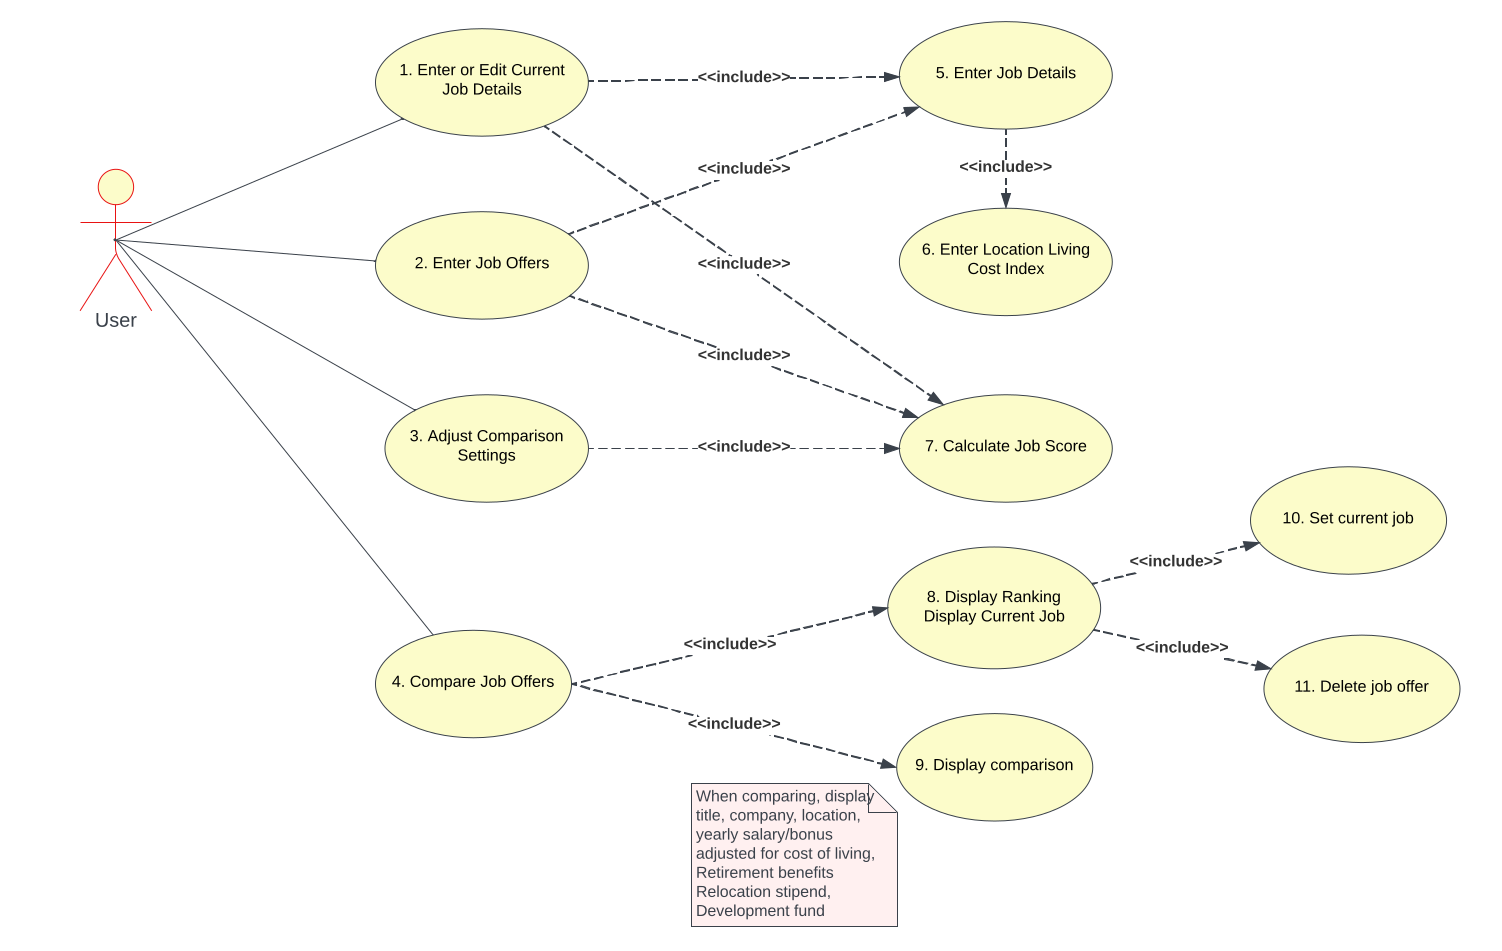 1. Enter or Edit Current
Job Details
<<include>>
5. Enter Job Details
<<include>>
<<include>>
2. Enter Job Offers
<<include>>
6. Enter Location Living
Cost Index
User
<<include>>
3. Adjust Comparison
Settings
<<include>>
7. Calculate Job Score
10. Set current job
<<include>>
8. Display Ranking
Display Current Job
<<include>>
<<include>>
4. Compare Job Offers
11. Delete job offer
<<include>>
9. Display comparison
When comparing, display
title, company, location,
yearly salary/bonus
adjusted for cost of living,
Retirement benefits
Relocation stipend,
Development fund